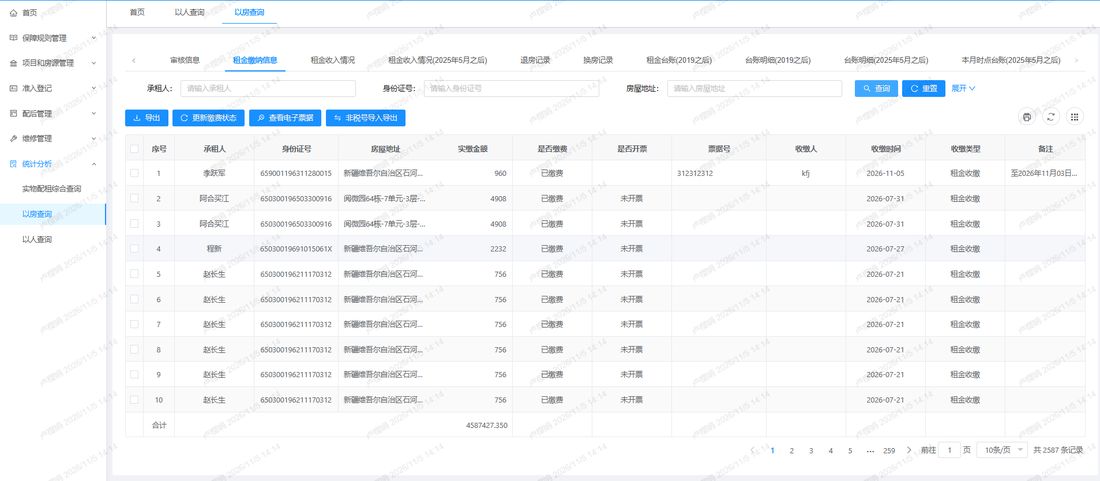 首页
保障规则管理
项目和房源管理
准入登记
配后管理
维修管理
统计分析
实物配租综合查询
以房查询
以人查询
首页 以人查询 以房查询
审核信息 租金缴纳信息 租金收入情况 租金收入情况(2025年5月之后) 退房记录 换房记录 租金台账(2019之后) 台账明细(2019之后) 台账明细(2025年5月之后) 本月时点台账(2025年5月之后)
承租人: 请输入承租人 身份证号: 请输入身份证号 房屋地址: 请输入房屋地址 查询 重置 展开
导出 更新缴费状态 查看电子票据 非税号导入导出
序号 承租人 身份证号 房屋地址 实缴金额 是否缴费 是否开票 票据号 收缴人 收缴时间 收缴类型 备注
1 李跃军 659001196311280015 新疆维吾尔自治区石河... 960 已缴费 312312312 kfj 2026-11-05 租金收缴 至2026年11月03日...
2 阿合买江 650300196503300916 阅微园64栋-7单元-3层-... 4908 已缴费 未开票 2026-07-31 租金收缴
3 阿合买江 650300196503300916 阅微园64栋-7单元-3层-... 4908 已缴费 未开票 2026-07-31 租金收缴
4 程新 65030019691015061X 新疆维吾尔自治区石河... 2232 已缴费 未开票 2026-07-27 租金收缴
5 赵长生 650300196211170312 新疆维吾尔自治区石河... 756 已缴费 未开票 2026-07-21 租金收缴
6 赵长生 650300196211170312 新疆维吾尔自治区石河... 756 已缴费 未开票 2026-07-21 租金收缴
7 赵长生 650300196211170312 新疆维吾尔自治区石河... 756 已缴费 未开票 2026-07-21 租金收缴
8 赵长生 650300196211170312 新疆维吾尔自治区石河... 756 已缴费 未开票 2026-07-21 租金收缴
9 赵长生 650300196211170312 新疆维吾尔自治区石河... 756 已缴费 未开票 2026-07-21 租金收缴
10 赵长生 650300196211170312 新疆维吾尔自治区石河... 756 已缴费 未开票 2026-07-21 租金收缴
合计 4587427.350
1 2 3 4 5 ... 259 前往 1 页 10条/页 共 2587 条记录